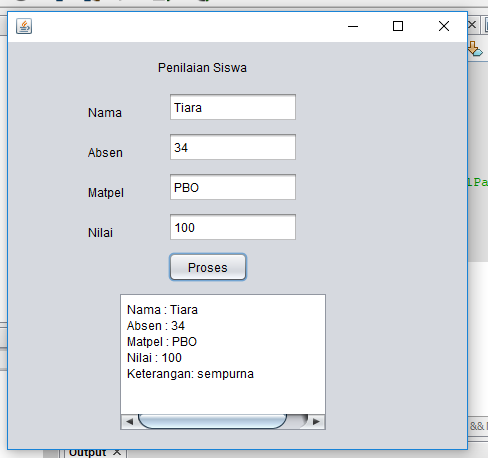 Penilaian Siswa
Nama Tiara
Absen 34
Matpel PBO
Nilai 100
Proses
Nama : Tiara
Absen : 34
Matpel : PBO
Nilai : 100
Keterangan: sempurna
lPa
&&
Output